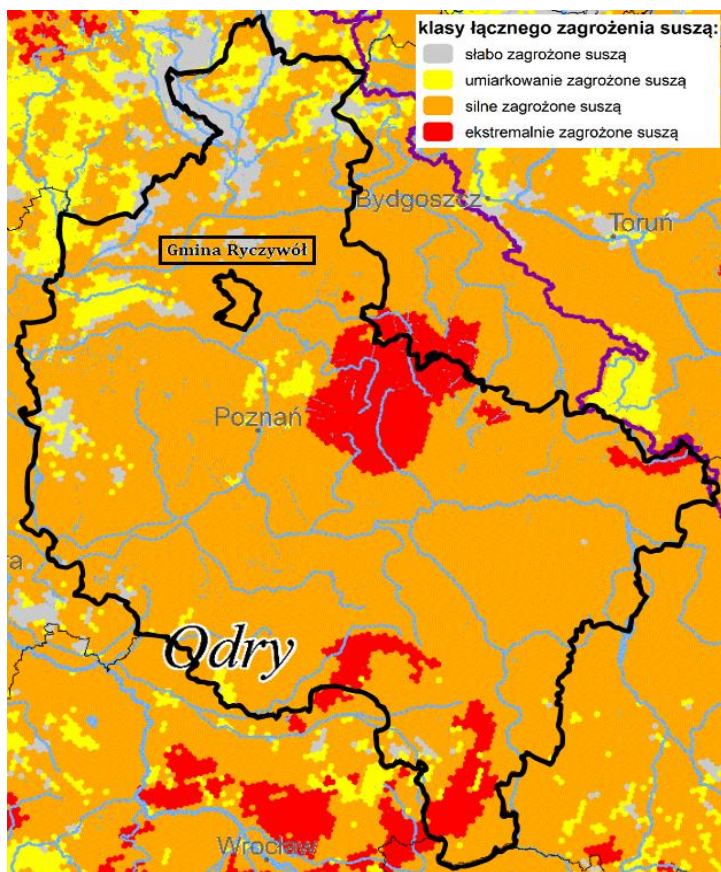 klasy łącznego zagrożenia suszą:
słabo zagrożone suszą
umiarkowanie zagrożone suszą
silne zagrożone suszą
ekstremalnie zagrożone suszą
Bydgoszcz
Toruń
Gmina Ryczywół
Poznań
ra
Odry
Wrocław